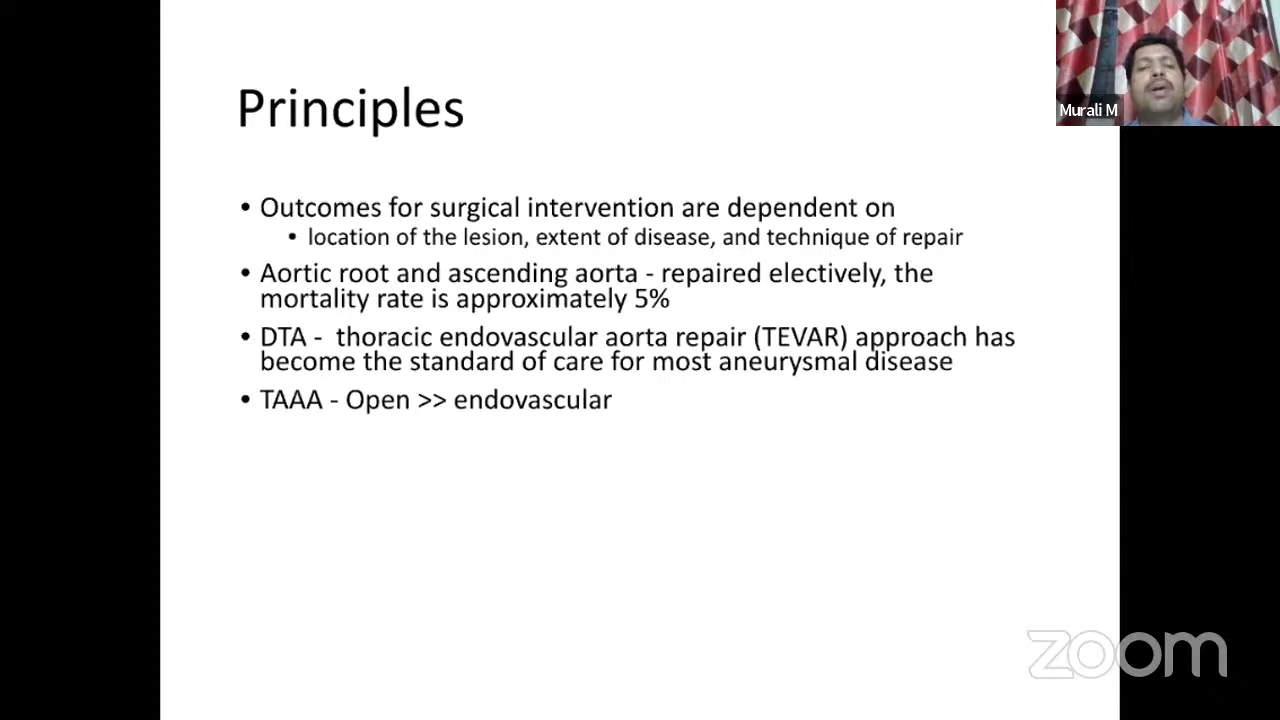 Principles
Murali M
• Outcomes for surgical intervention are dependent on
• location of the lesion, extent of disease, and technique of repair
• Aortic root and ascending aorta - repaired electively, the
mortality rate is approximately 5%
• DTA -  thoracic endovascular aorta repair (TEVAR) approach has
become the standard of care for most aneurysmal disease
• TAAA - Open >> endovascular
zoom